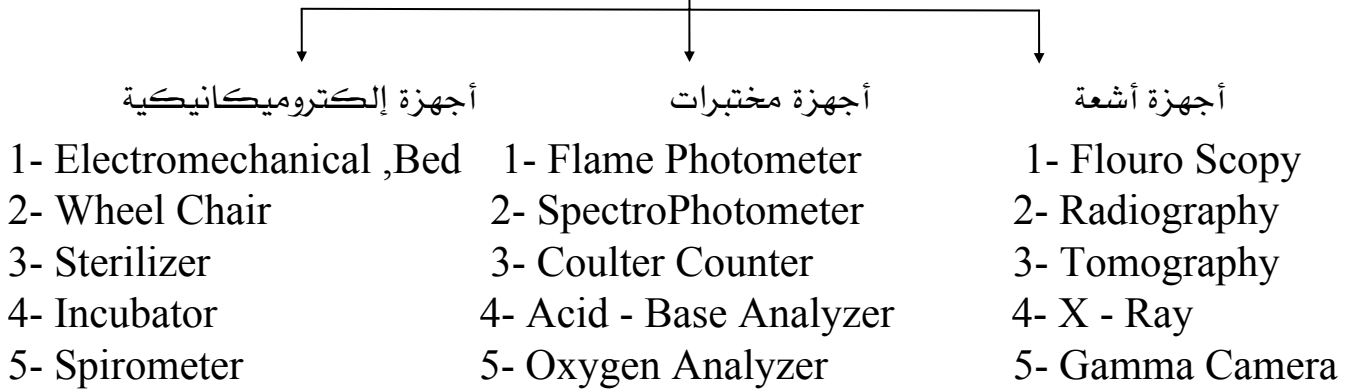 أجهزة أشعة أجهزة مختبرات أجهزة إلكتروميكانيكية
1- Electromechanical ,Bed 1- Flame Photometer 1- Flouro Scopy
2- Wheel Chair 2- SpectroPhotometer 2- Radiography
3- Sterilizer 3- Coulter Counter 3- Tomography
4- Incubator 4- Acid - Base Analyzer 4- X - Ray
5- Spirometer 5- Oxygen Analyzer 5- Gamma Camera